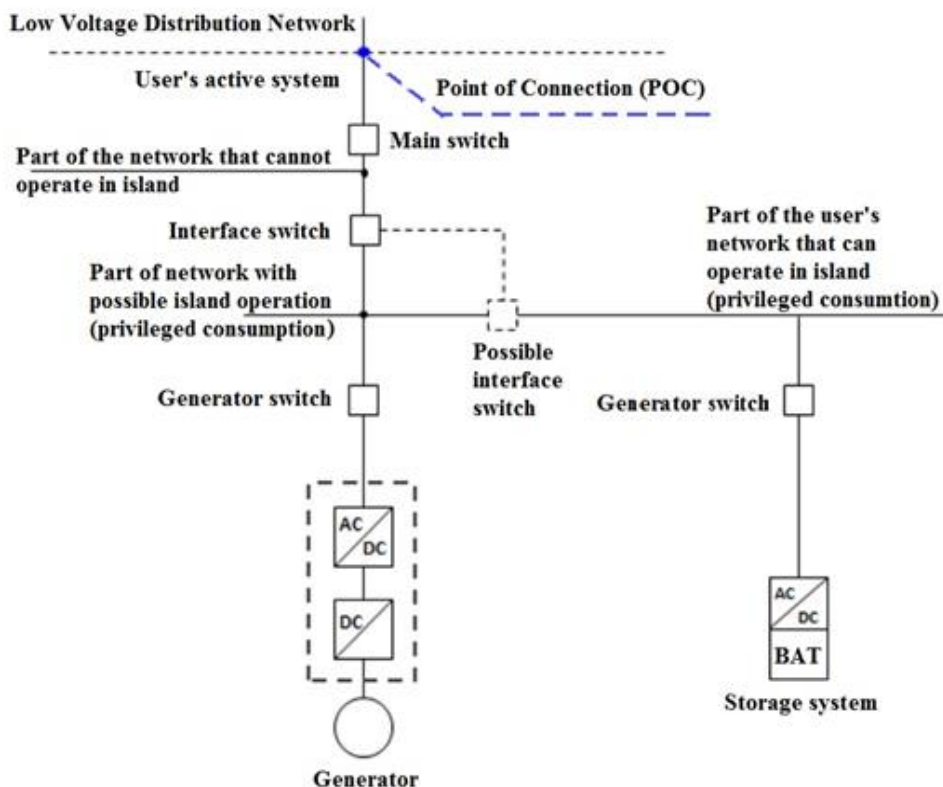 Low Voltage Distribution Network
User's active system
Point of Connection (POC)
Main switch
Part of the network that cannot
operate in island
Interface switch
Part of the user's
network that can
operate in island
(privileged consumtion)
Part of network with
possible island operation
(privileged consumption)
Possible
interface
switch
Generator switch
Generator switch
AC
DC
DC
AC
DC
BAT
Storage system
Generator